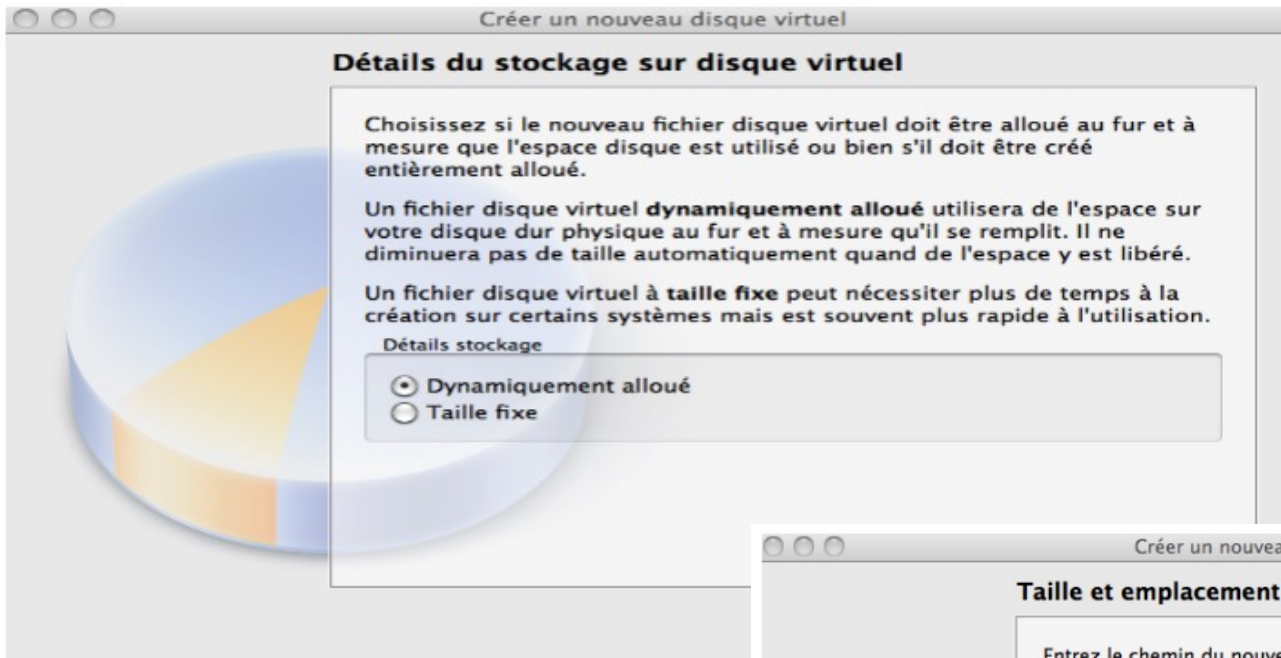 Créer un nouveau disque virtuel
Détails du stockage sur disque virtuel
Choisissez si le nouveau fichier disque virtuel doit être alloué au fur et à
mesure que l'espace disque est utilisé ou bien s'il doit être créé
entièrement alloué.
Un fichier disque virtuel dynamiquement alloué utilisera de l'espace sur
votre disque dur physique au fur et à mesure qu'il se remplit. Il ne
diminuera pas de taille automatiquement quand de l'espace y est libéré.
Un fichier disque virtuel à taille fixe peut nécessiter plus de temps à la
création sur certains systèmes mais est souvent plus rapide à l'utilisation.
Détails stockage
Dynamiquement alloué
Taille fixe
Créer un
Taille et emplacement
Entrez le chemin du